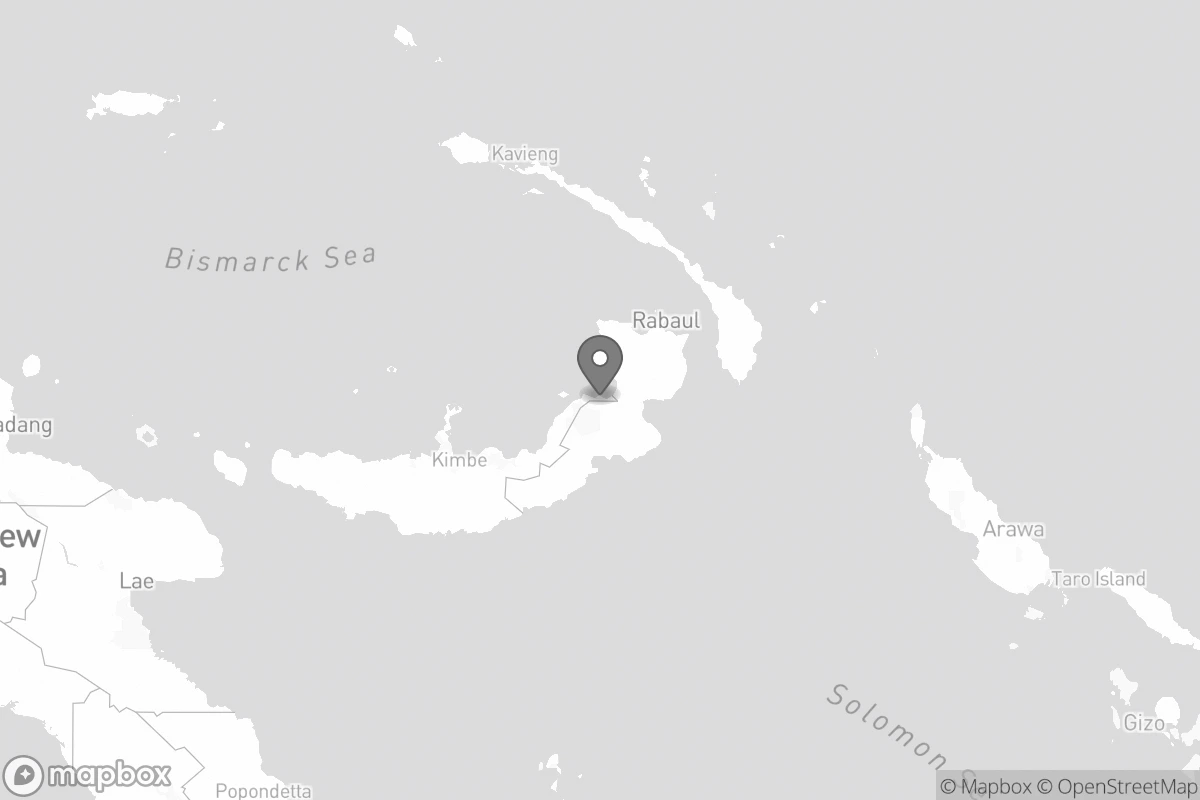 Kavieng
Bismarck Sea
Rabaul
adang
Kimbe
ew
a
Lae
Arawa
Taro Island
Solomon S
Gizo
Popondetta
mapbox
© Mapbox © OpenStreetMap